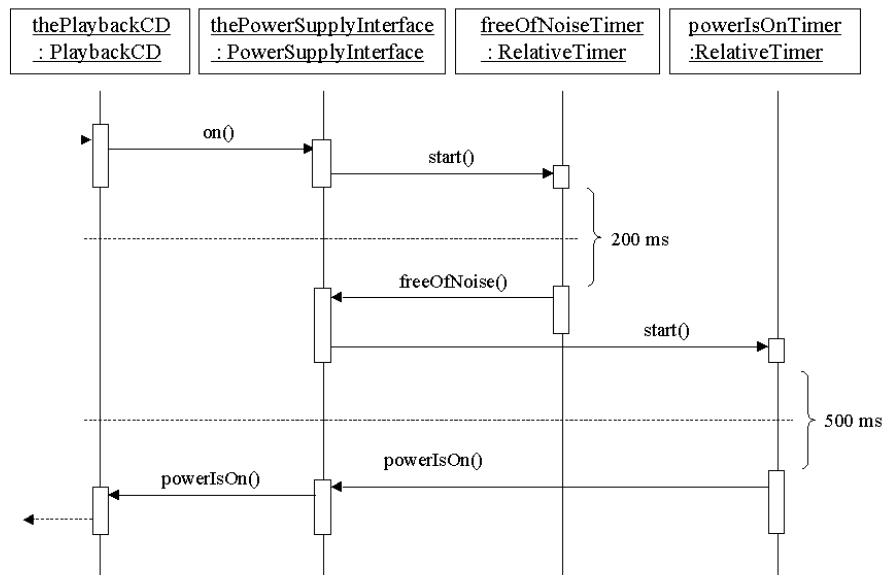 thePlaybackCD
: PlaybackCD
thePowerSupplyInterface
: PowerSupplyInterface
freeOfNoiseTimer
: RelativeTimer
powerIsOnTimer
:RelativeTimer
on()
start()
200 ms
freeOfNoise()
start()
500 ms
powerIsOn()
powerIsOn()